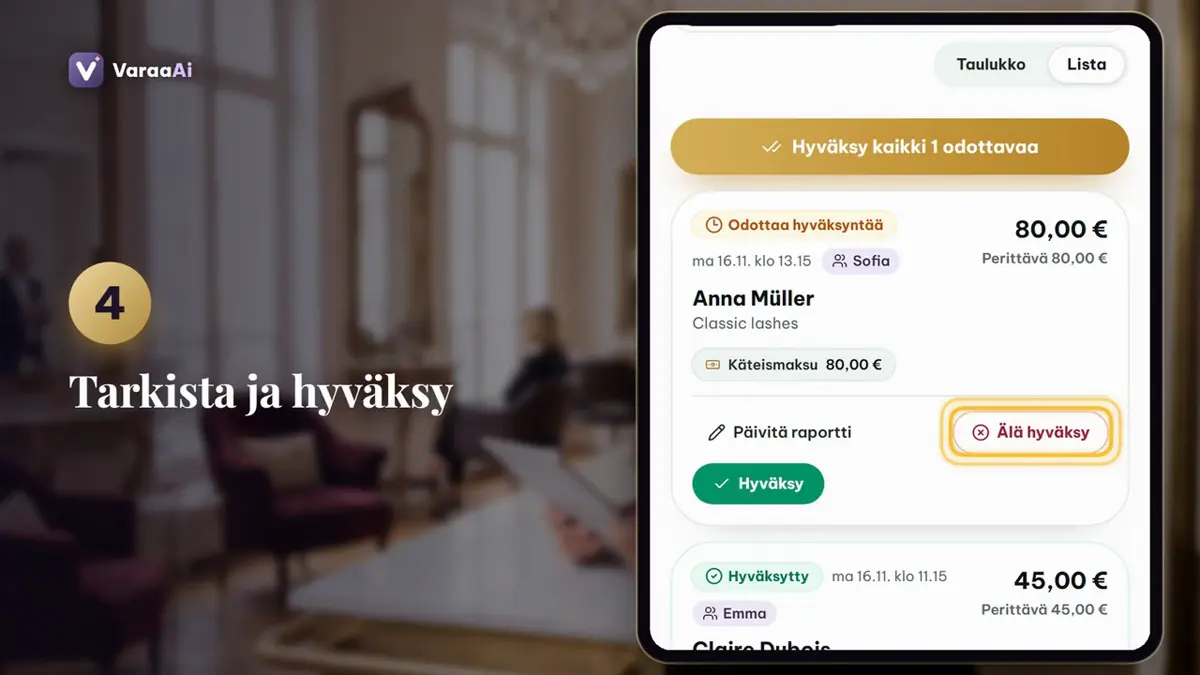 VaraaAi
4
Tarkista ja hyväksy
Taulukko
Lista
Hyväksy kaikki 1 odottavaa
Odottaa hyväksyntää
80,00 €
ma 16.11. klo 13.15
Sofia
Perittävä 80,00 €
Anna Müller
Classic lashes
Käteismaksu 80,00 €
Päivitä raportti
Älä hyväksy
Hyväksy
Hyväksytty
ma 16.11. klo 11.15
45,00 €
Emma
Perittävä 45,00 €
Claire Dubois